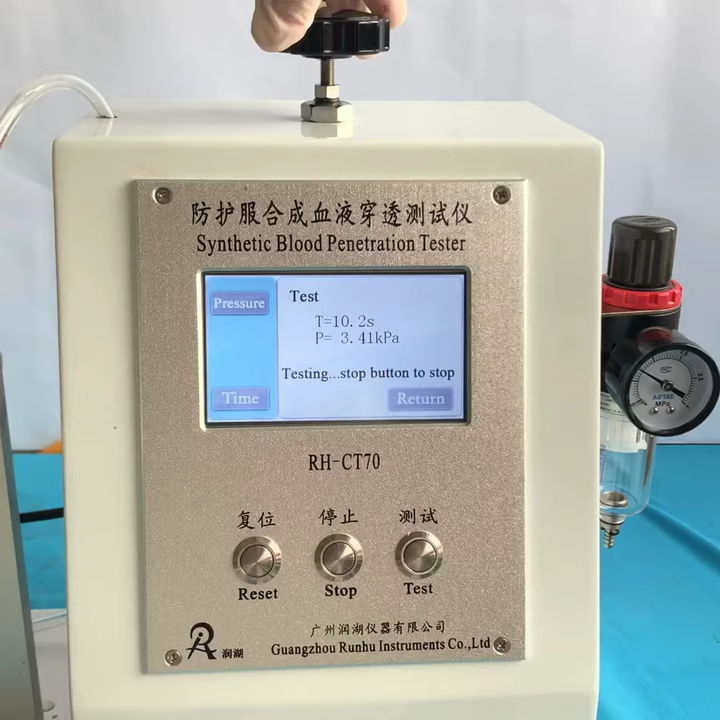 防护服合成血液穿透测试仪
Synthetic Blood Penetration Tester
Pressure
Test
T=10.2s
P= 3.41kPa
Testing...stop button to stop
Time
Return
RH-CT70
复位
停止
测试
Reset
Stop
Test
润湖
广州润湖仪器有限公司
Guangzhou Runhu Instruments Co.,Ltd
MPa